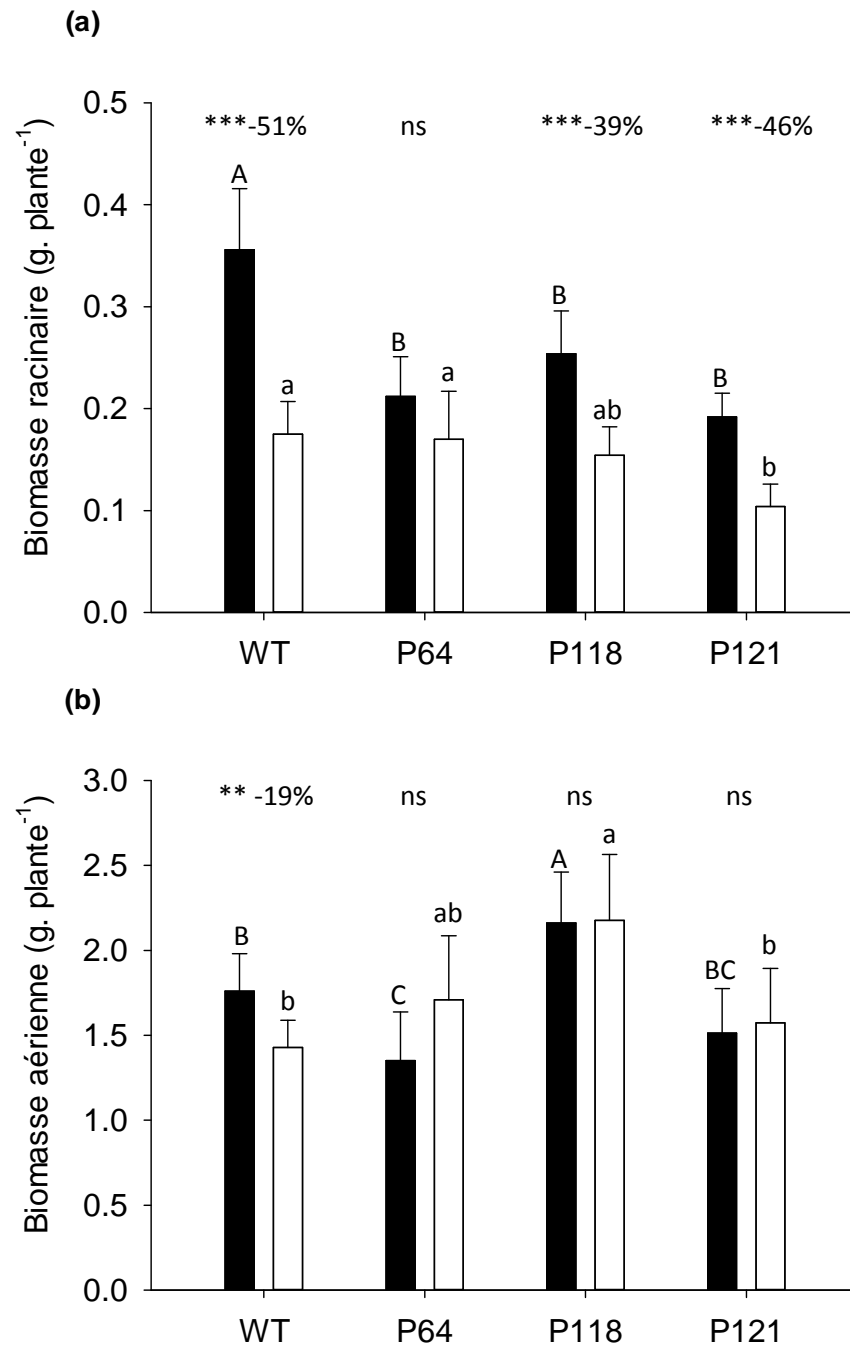 (a)
Biomasse racinaire (g. plante⁻¹)
0.5
0.4
0.3
0.2
0.1
0.0
***-51% ns ***-39% ***-46%
A a B a B ab B b
WT P64 P118 P121
(b)
Biomasse aérienne (g. plante⁻¹)
3.0
2.5
2.0
1.5
1.0
0.5
0.0
** -19% ns ns ns
B b C ab A a BC b
WT P64 P118 P121